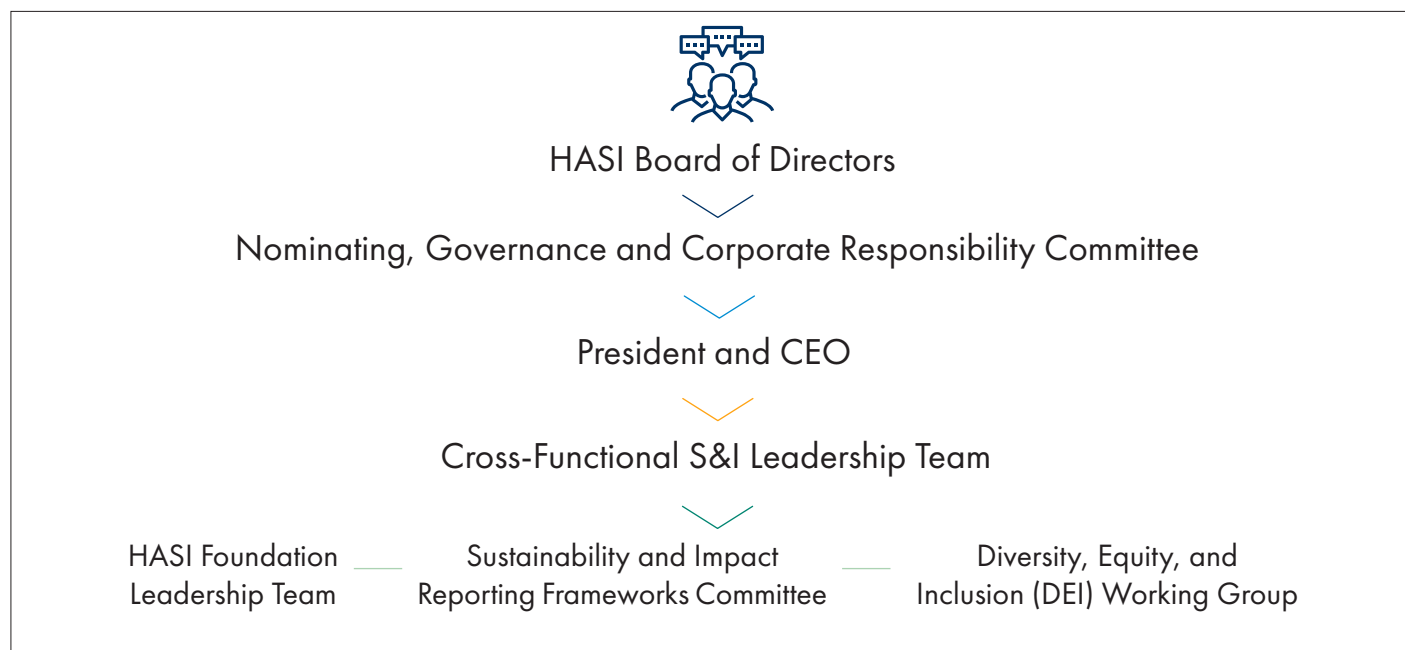 HASI Board of Directors
Nominating, Governance and Corporate Responsibility Committee
President and CEO
Cross-Functional S&I Leadership Team
HASI Foundation
Leadership Team
Sustainability and Impact
Reporting Frameworks Committee
Diversity, Equity, and
Inclusion (DEI) Working Group